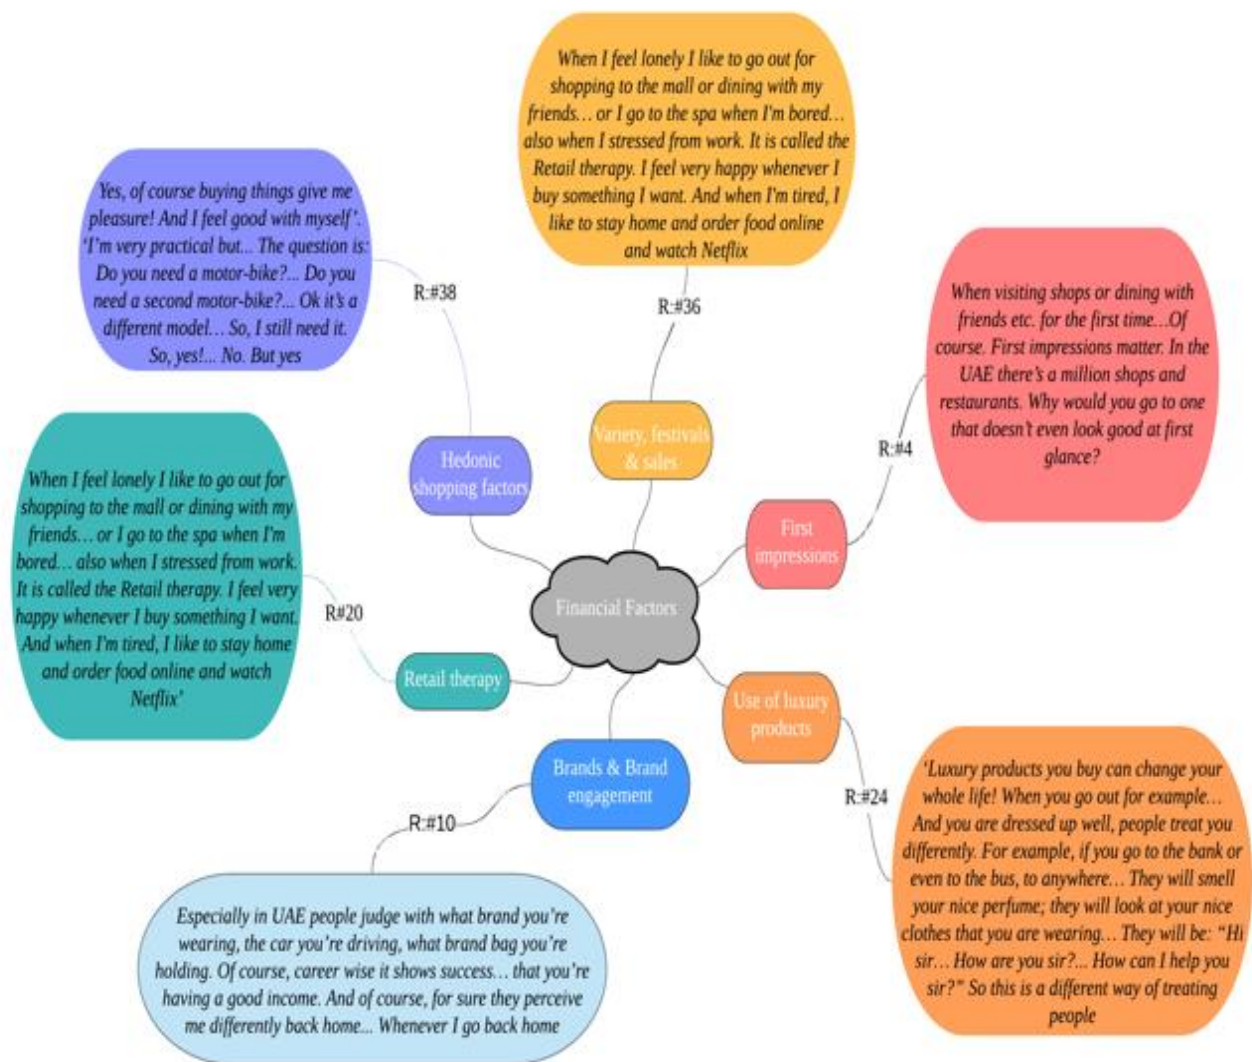 When I feel lonely I like to go out for
shopping to the mall or dining with my
friends… or I go to the spa when I'm bored…
also when I stressed from work. It is called the
Retail therapy. I feel very happy whenever I
buy something I want. And when I'm tired, I
like to stay home and order food online
and watch Netflix
R:#36
Variety, festivals
& sales
Yes, of course buying things give me
pleasure! And I feel good with myself’.
‘I’m very practical but... The question is:
Do you need a motor-bike?... Do you
need a second motor-bike?... Ok it’s a
different model… So, I still need it.
So, yes!... No. But yes
R:#38
Hedonic
shopping factors
When visiting shops or dining with
friends etc. for the first time…Of
course. First impressions matter. In the
UAE there’s a million shops and
restaurants. Why would you go to one
that doesn’t even look good at first
glance?
R:#4
First
impressions
Financial Factors
When I feel lonely I like to go out for
shopping to the mall or dining with my
friends… or I go to the spa when I'm
bored… also when I stressed from work.
It is called the Retail therapy. I feel very
happy whenever I buy something I want.
And when I'm tired, I like to stay home
and order food online and watch
Netflix’
R#20
Retail therapy
Use of luxury
products
R:#24
‘Luxury products you buy can change your
whole life! When you go out for example…
And you are dressed up well, people treat you
differently. For example, if you go to the bank or
even to the bus, to anywhere… They will smell
your nice perfume; they will look at your nice
clothes that you are wearing… They will be: “Hi
sir… How are you sir?... How can I help you
sir?” So this is a different way of treating
people
Brands & Brand
engagement
R:#10
Especially in UAE people judge with what brand you’re
wearing, the car you’re driving, what brand bag you’re
holding. Of course, career wise it shows success… that you’re
having a good income. And of course, for sure they perceive
me differently back home... Whenever I go back home